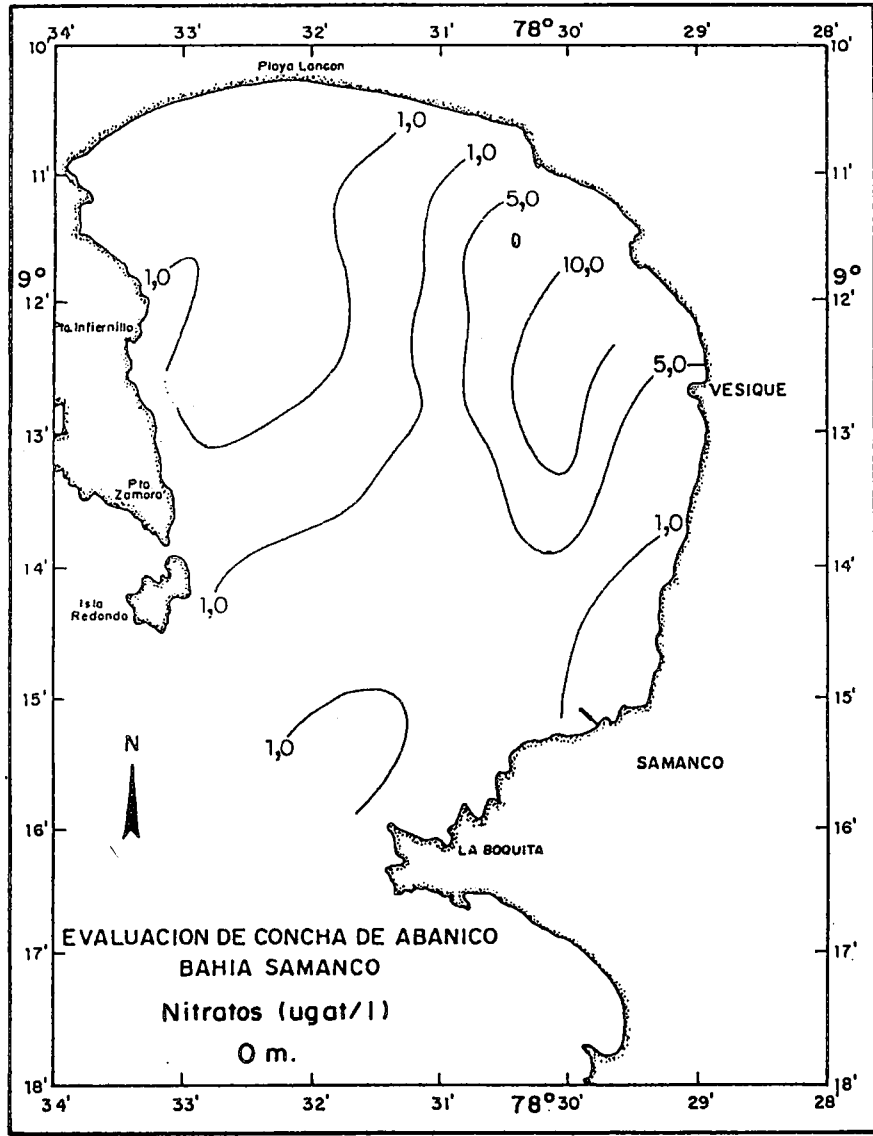 34' 33' 32' 31' 78° 30' 29' 28'
10' 10'
Playa Lancon
1,0
1,0
11' 5,0 11'
9° 1,0 10,0 9°
12' 12'
Pta. Infiernillo
5,0
VESIQUE
13' 13'
Pta
Zamora
1,0
14' 14'
Isla
Redonda
1,0
15' 15'
1,0
N
SAMANCO
16' 16'
LA BOQUITA
EVALUACION DE CONCHA DE ABANICO
17' 17'
BAHIA SAMANCO
Nitratos (ugat/l)
0 m.
18' 18'
34' 33' 32' 31' 78° 30' 29' 28'